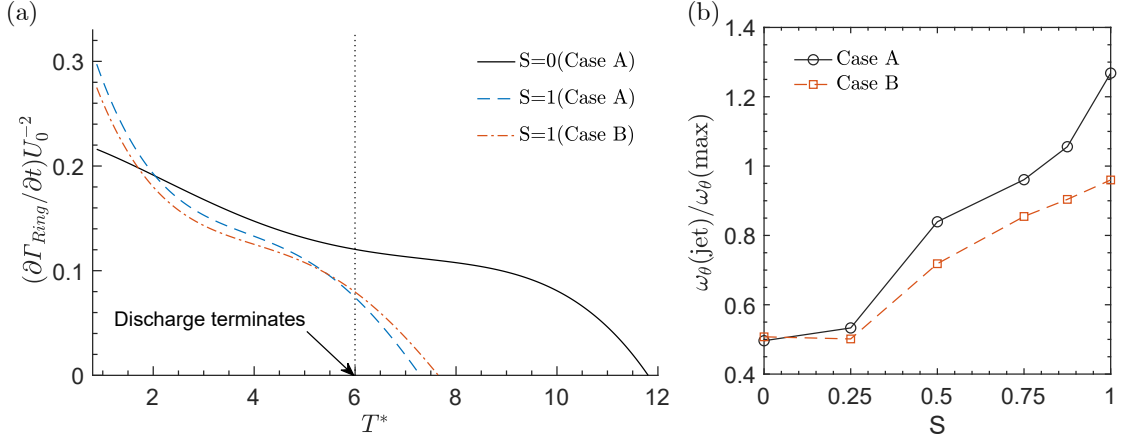 (a)
(∂Γ_Ring/∂t)U_0^-2
0.3
0.2
0.1
0
2
4
6
8
10
12
T*
S=0(Case A)
S=1(Case A)
S=1(Case B)
Discharge terminates
(b)
ω_θ(jet)/ω_θ(max)
1.4
1.2
1
0.8
0.6
0.4
0
0.25
0.5
0.75
1
S
Case A
Case B